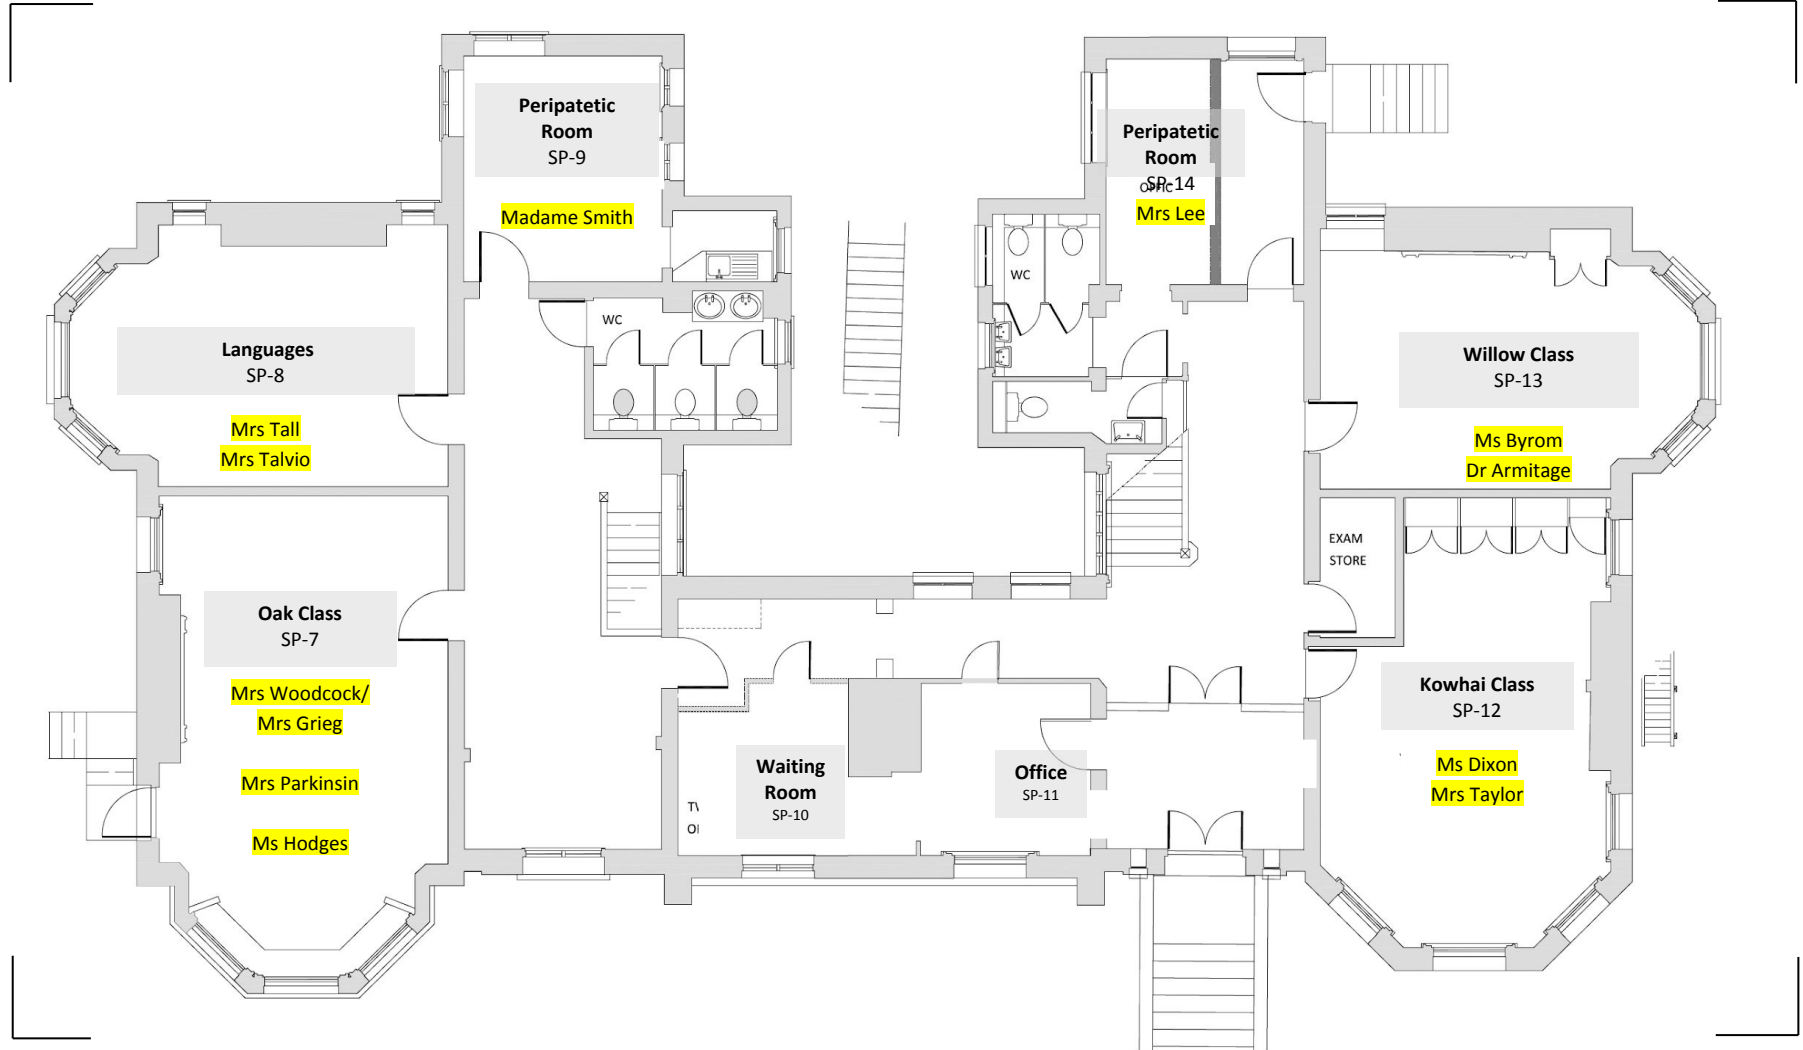 Peripatetic
Room
SP-9
Madame Smith
Peripatetic
Room
SP-14
Mrs Lee
WC
WC
Languages
SP-8
Mrs Tall
Mrs Talvio
Willow Class
SP-13
Ms Byrom
Dr Armitage
EXAM
STORE
Oak Class
SP-7
Mrs Woodcock/
Mrs Grieg
Mrs Parkinsin
Ms Hodges
Waiting
Room
SP-10
Office
SP-11
Kowhai Class
SP-12
Ms Dixon
Mrs Taylor